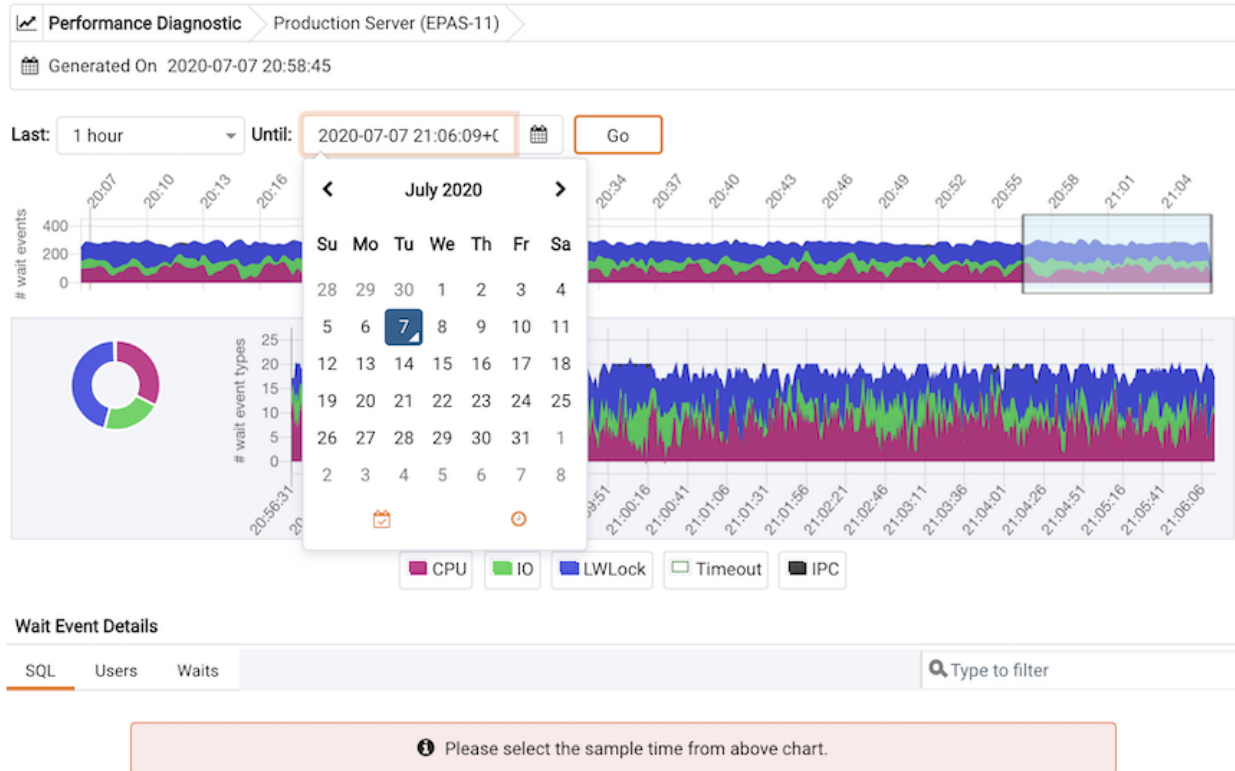 Performance Diagnostic Production Server (EPAS-11)
Generated On 2020-07-07 20:58:45
Last: 1 hour Until: 2020-07-07 21:06:09+0 Go
20:07 20:10 20:13 20:16 20:34 20:37 20:40 20:43 20:46 20:49 20:52 20:55 20:58 21:01 21:04
# wait events
400
200
0
July 2020
Su Mo Tu We Th Fr Sa
28 29 30 1 2 3 4
5 6 7 8 9 10 11
12 13 14 15 16 17 18
19 20 21 22 23 24 25
26 27 28 29 30 31 1
2 3 4 5 6 7 8
# wait event types
25
20
15
10
5
0
20:56:31 21:00:16 21:00:41 21:01:06 21:01:31 21:01:56 21:02:21 21:02:46 21:03:11 21:03:36 21:04:01 21:04:26 21:04:51 21:05:16 21:05:41 21:06:06
CPU IO LWLock Timeout IPC
Wait Event Details
SQL Users Waits Type to filter
Please select the sample time from above chart.